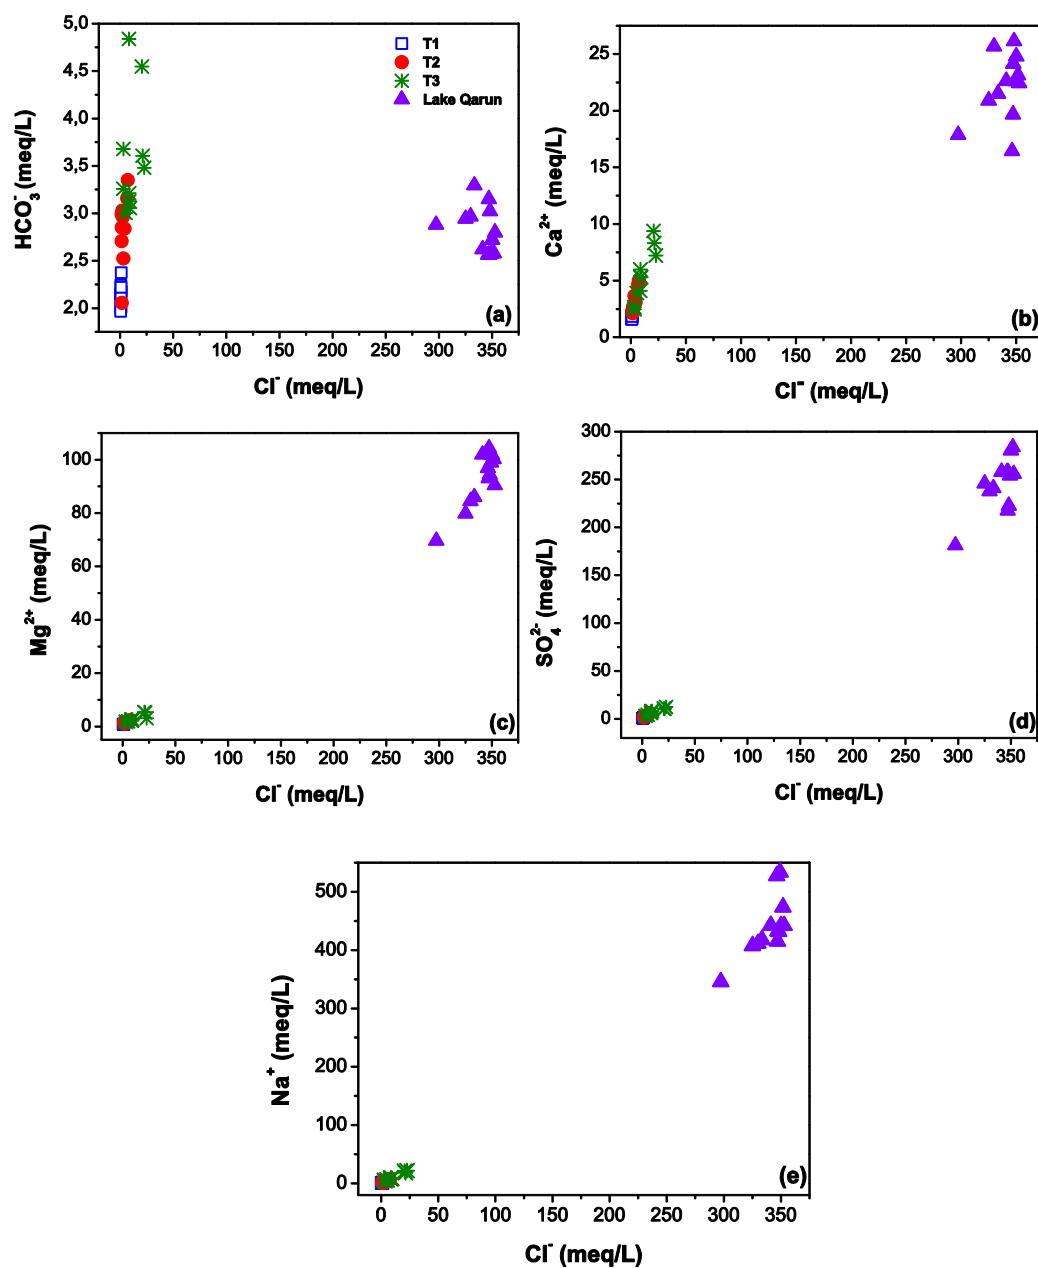 5,0
4,5
4,0
3,5
3,0
2,5
2,0
HCO₃⁻ (meq/L)
T1
T2
T3
Lake Qarun
(a)
0 50 100 150 200 250 300 350
Cl⁻ (meq/L)
25
20
15
10
5
0
Ca²⁺ (meq/L)
(b)
0 50 100 150 200 250 300 350
Cl⁻ (meq/L)
100
80
60
40
20
0
Mg²⁺ (meq/L)
(c)
0 50 100 150 200 250 300 350
Cl⁻ (meq/L)
300
250
200
150
100
50
0
SO₄²⁻ (meq/L)
(d)
0 50 100 150 200 250 300 350
Cl⁻ (meq/L)
500
400
300
200
100
0
Na⁺ (meq/L)
(e)
0 50 100 150 200 250 300 350
Cl⁻ (meq/L)